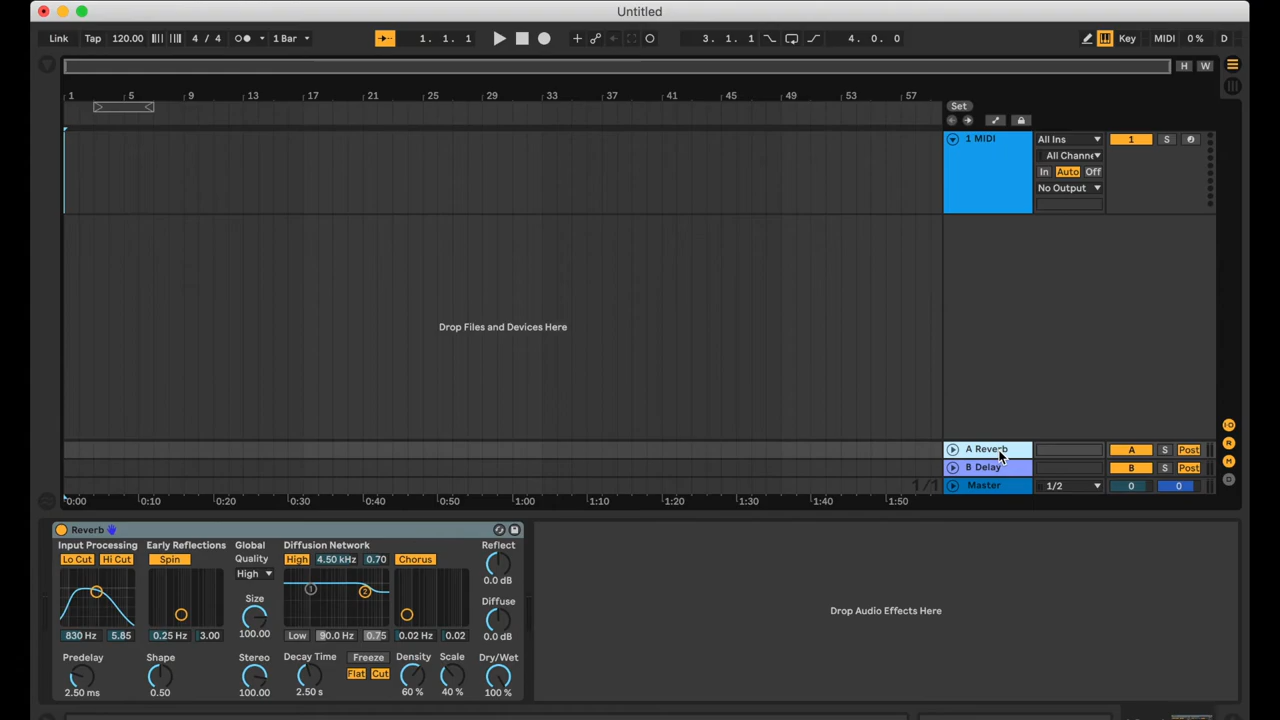 Untitled
Link Tap 120.00 4 / 4 1 Bar 1. 1. 1 3. 1. 1 4. 0. 0 Key MIDI 0 % D
H W
1 5 9 13 17 21 25 29 33 37 41 45 49 53 57
Set
1 MIDI All Ins 1 S
All Channe
In Auto Off
No Output
Drop Files and Devices Here
A Reverb A S Post
B Delay B S Post
1/1 Master 1/2 0 0
0:00 0:10 0:20 0:30 0:40 0:50 1:00 1:10 1:20 1:30 1:40 1:50
I·O
R
M
D
Reverb
Input Processing Early Reflections Global Diffusion Network Reflect
Lo Cut Hi Cut Spin Quality High 4.50 kHz 0.70 Chorus
High 0.0 dB
1 2
Size Diffuse
100.00 0.0 dB
830 Hz 5.85 0.25 Hz 3.00 Low 90.0 Hz 0.75 0.02 Hz 0.02
Predelay Shape Stereo Decay Time Freeze Density Scale Dry/Wet
Flat Cut
2.50 ms 0.50 100.00 2.50 s 60 % 40 % 100 %
Drop Audio Effects Here